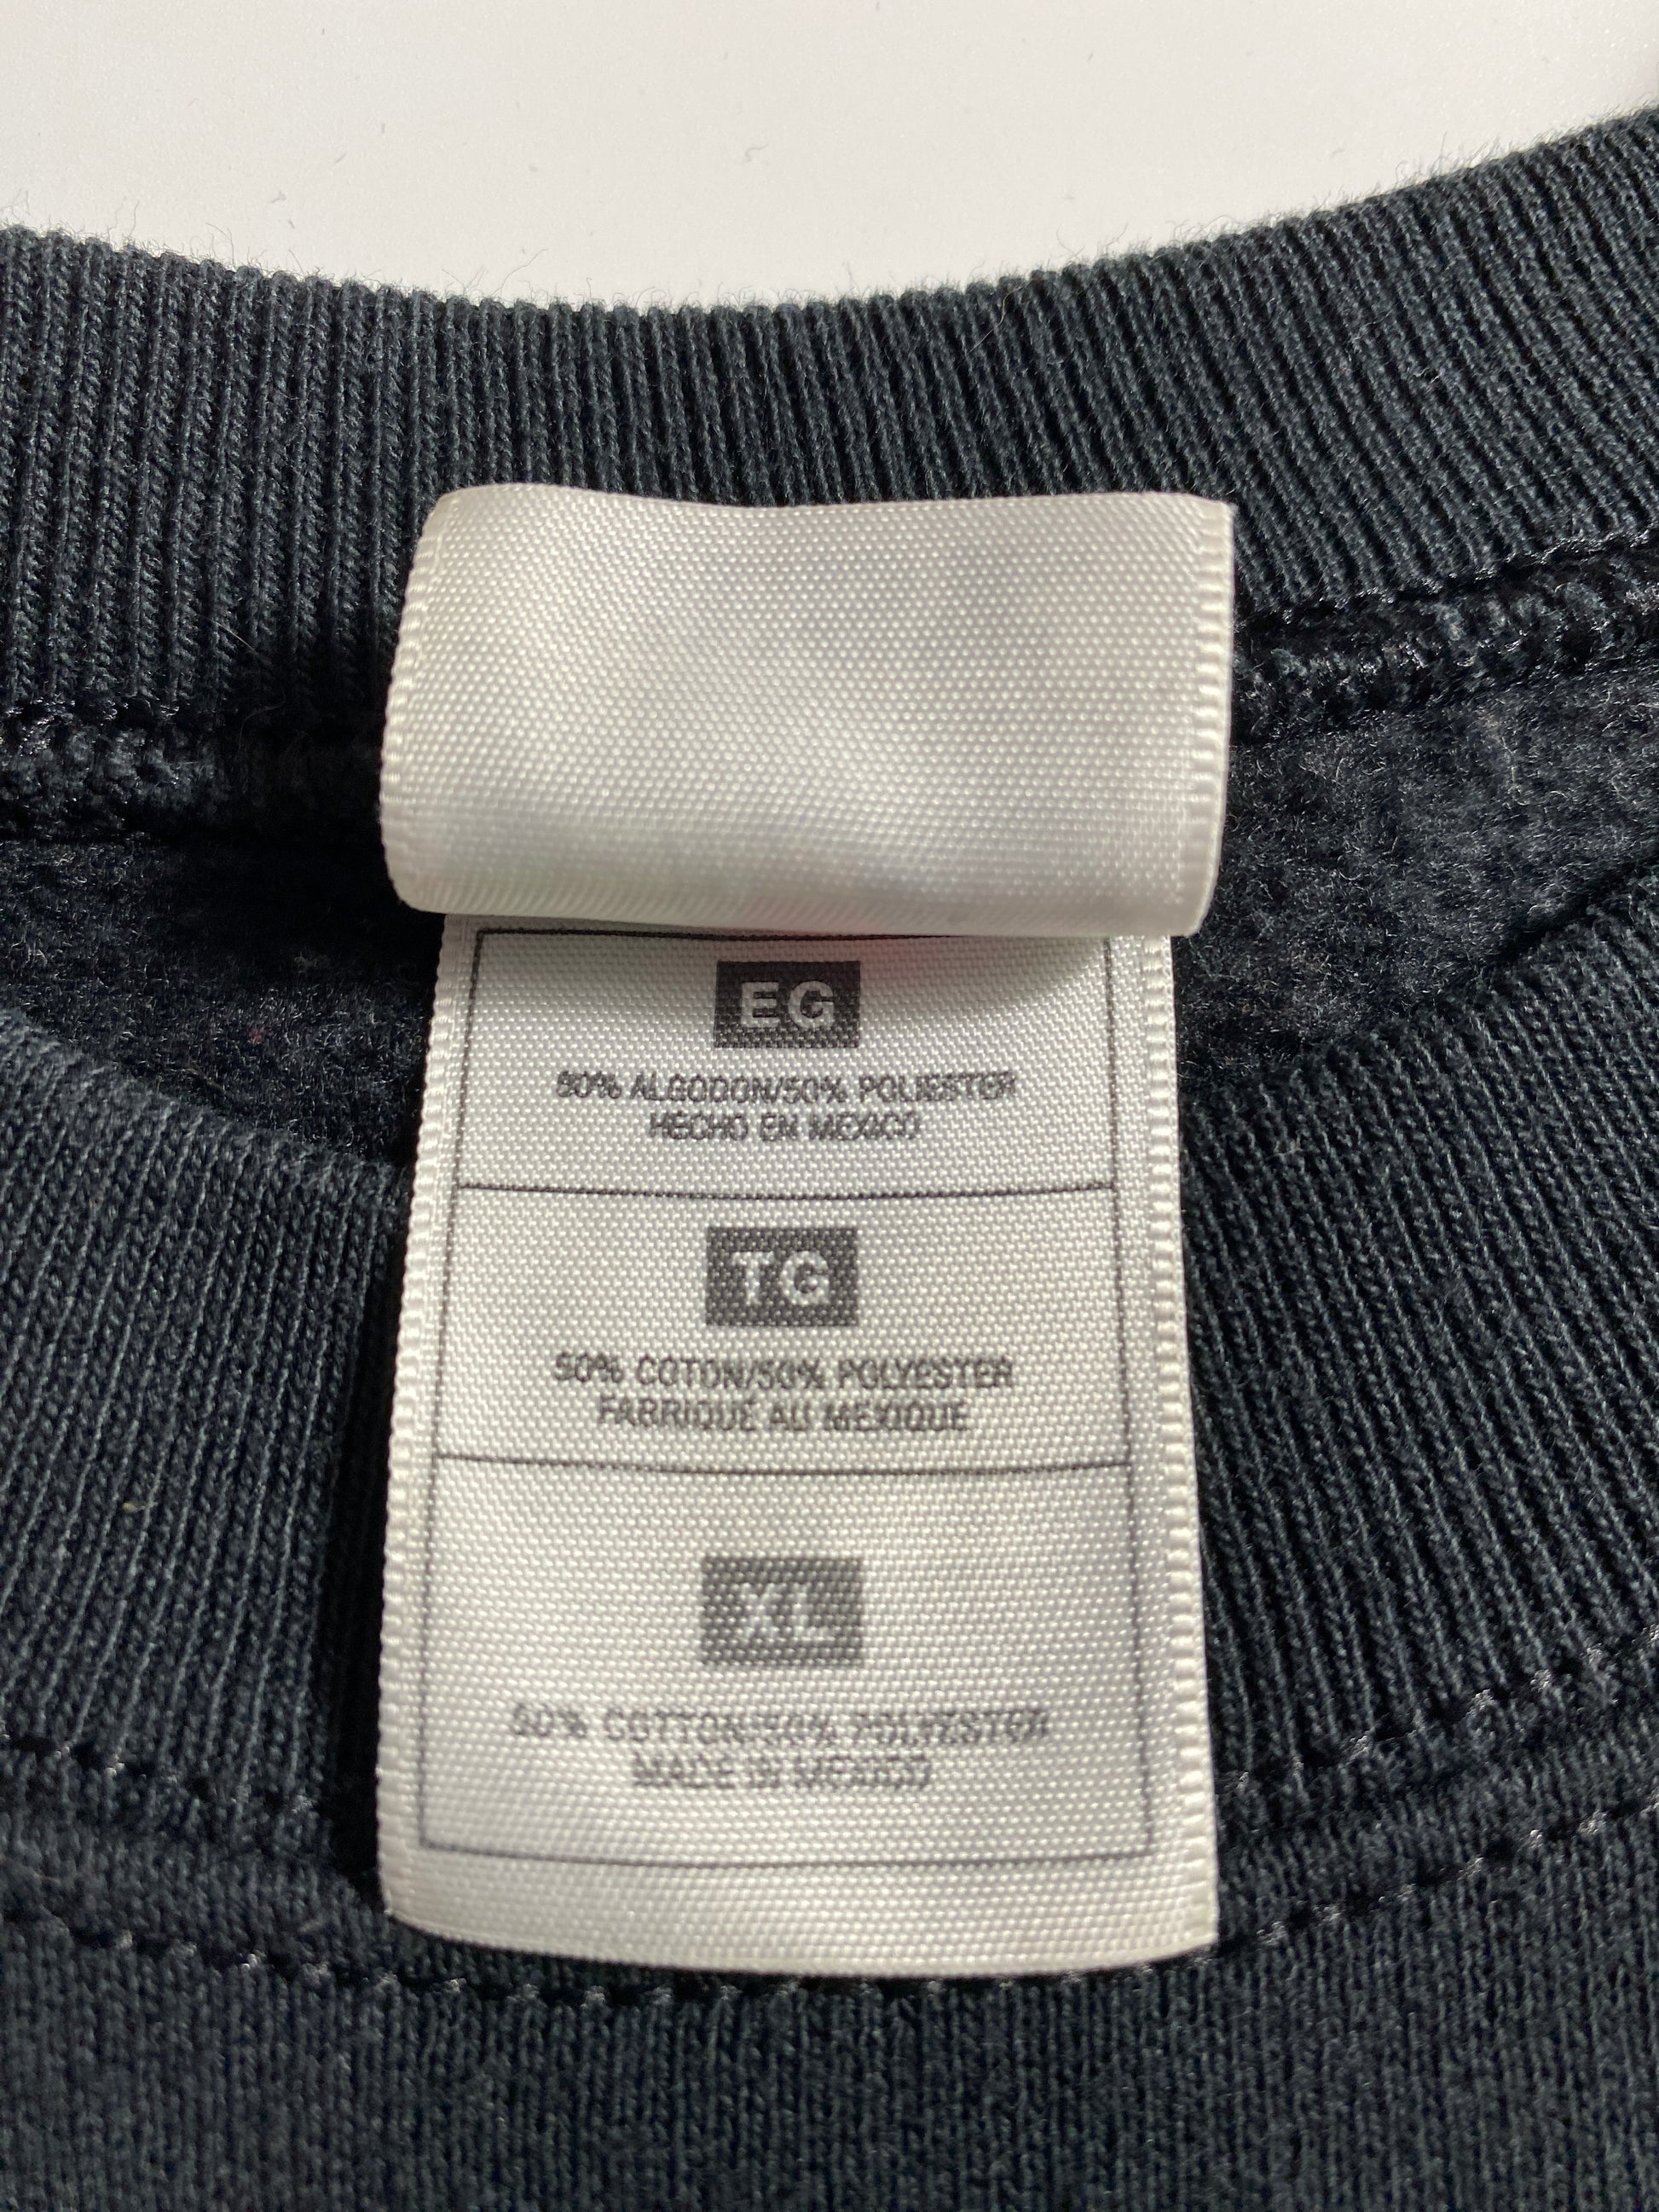 EG
50% ALGODON/50% POLIESTER
HECHO EN MEXICO
TG
50% COTON/50% POLYESTER
FABRIQUÉ AU MEXIQUE
XL
50% COTTON/50% POLYESTER
MADE IN MEXICO